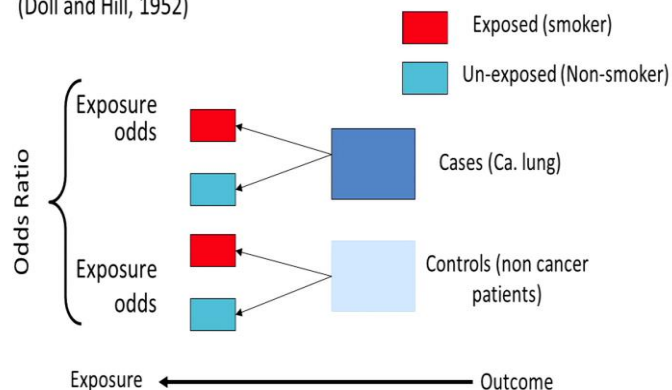 (Doll and Hill, 1952)
Exposed (smoker)
Un-exposed (Non-smoker)
Exposure
odds
Cases (Ca. lung)
Odds Ratio
Exposure
odds
Controls (non cancer
patients)
Exposure
Outcome